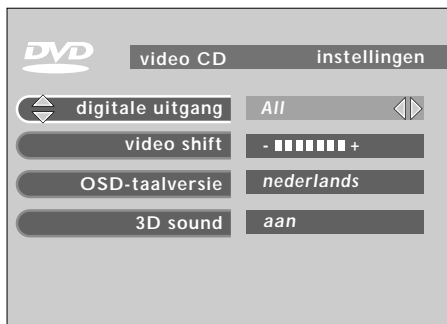 DVD
video CD instellingen
digitale uitgang All
video shift - +
OSD-taalversie nederlands
3D sound aan